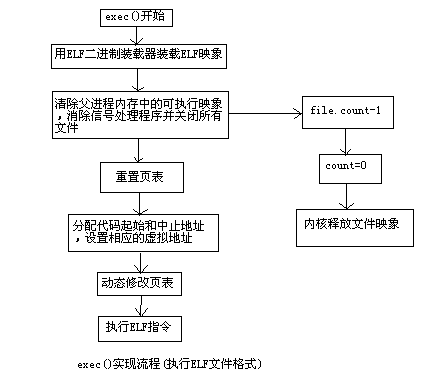 exec()开始
用ELF二进制装载器装载ELF映象
清除父进程内存中的可执行映象
，消除信号处理程序并关闭所有
文件
file.count-1
count=0
内核释放文件映象
重置页表
分配代码起始和中止地址
，设置相应的虚拟地址
动态修改页表
执行ELF指令
exec()实现流程(执行ELF文件格式)